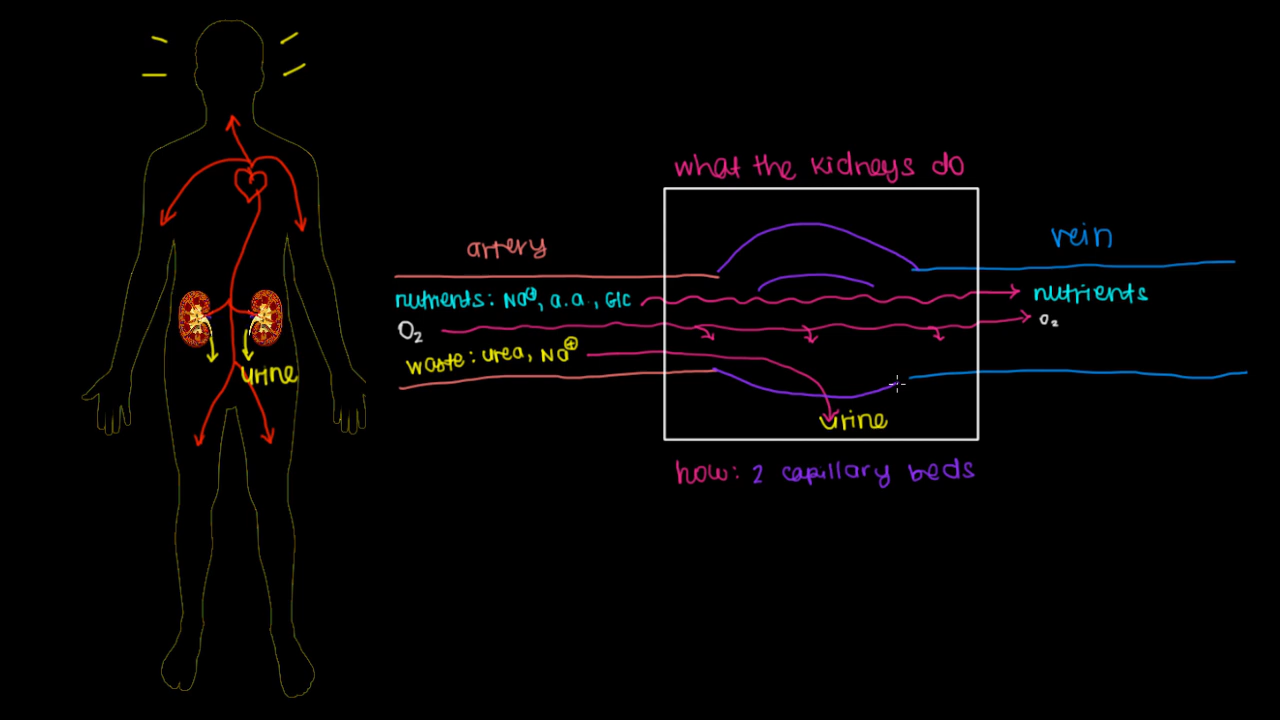 what the kidneys do
artery
vein
nutrients: Na⊕, a.a., Glc
nutrients
O₂
O₂
waste: urea, Na⊕
urine
urine
how: 2 capillary beds